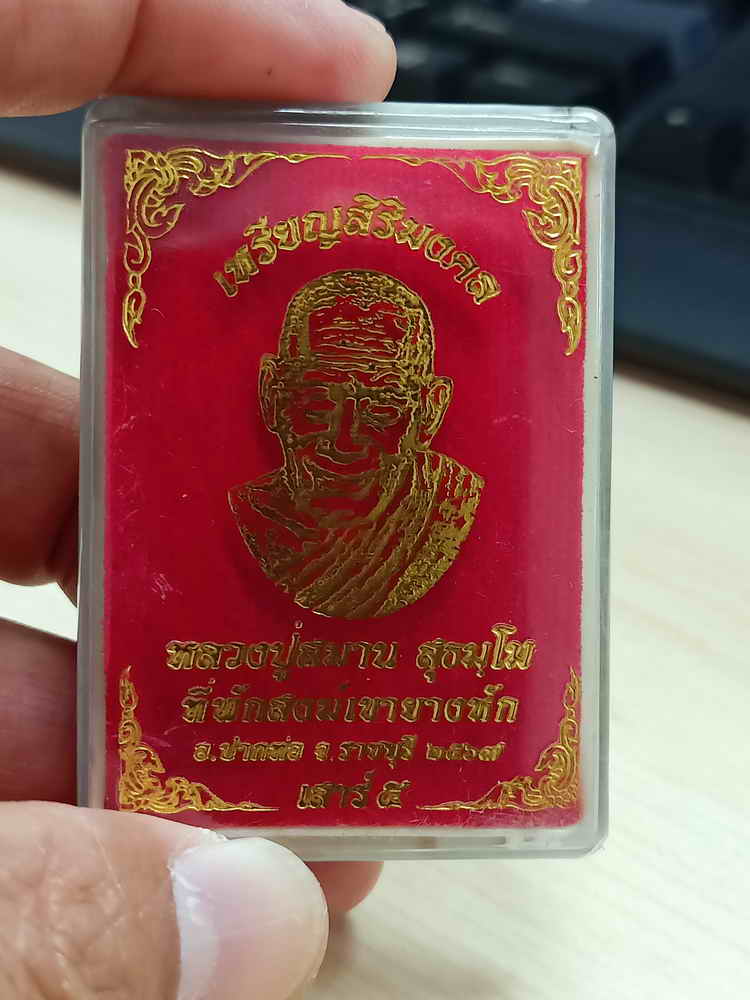 เหรียญสิริมงคล
หลวงปู่สมาน สุธมฺโม
ที่พักสงฆ์เขายางหัก
อ.ปากท่อ จ.ราชบุรี ๒๕๖๗
เสาร์ ๕